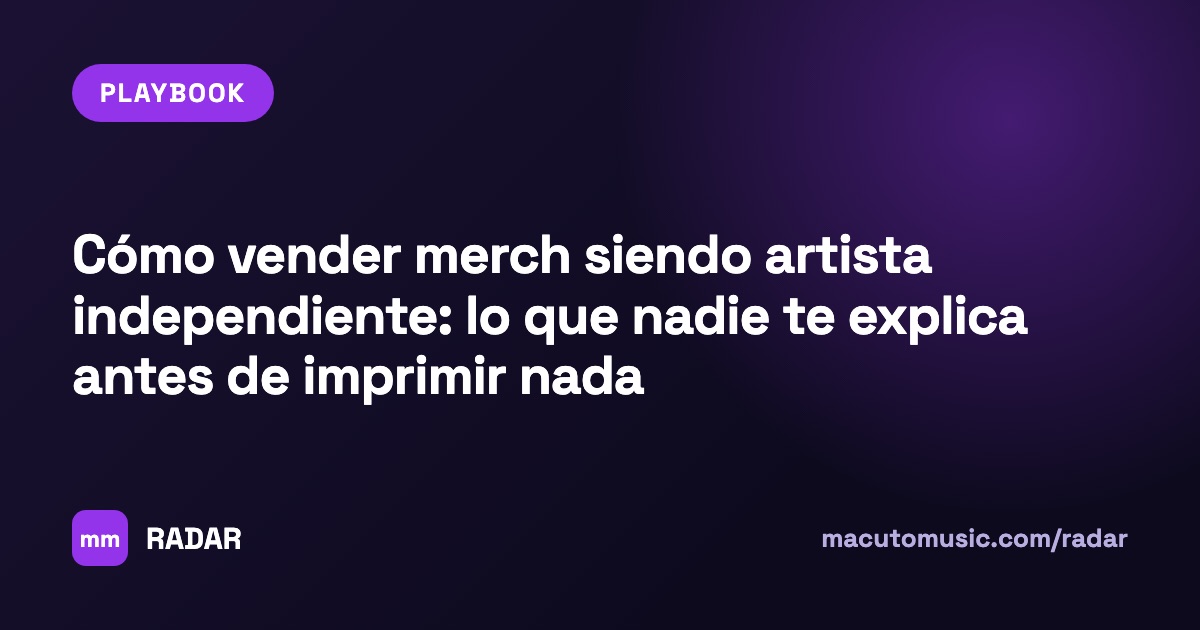 PLAYBOOK
Cómo vender merch siendo artista
independiente: lo que nadie te explica
antes de imprimir nada
mm RADAR
macutomusic.com/radar